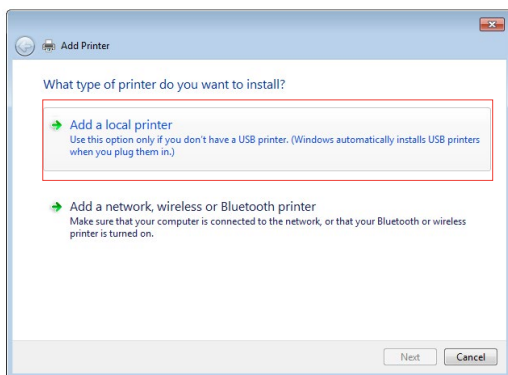 Add Printer
What type of printer do you want to install?
Add a local printer
Use this option only if you don't have a USB printer. (Windows automatically installs USB printers
when you plug them in.)
Add a network, wireless or Bluetooth printer
Make sure that your computer is connected to the network, or that your Bluetooth or wireless
printer is turned on.
Next Cancel